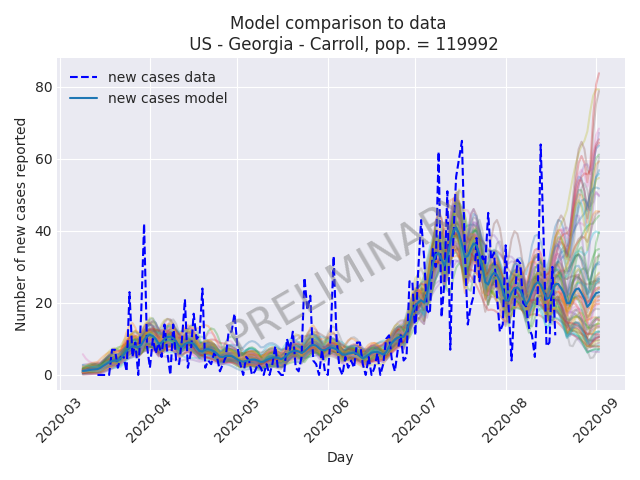 Model comparison to data
US - Georgia - Carroll, pop. = 119992
new cases data
new cases model
Number of new cases reported
80
60
40
20
0
PRELIMINARY
2020-03
2020-04
2020-05
2020-06
2020-07
2020-08
2020-09
Day